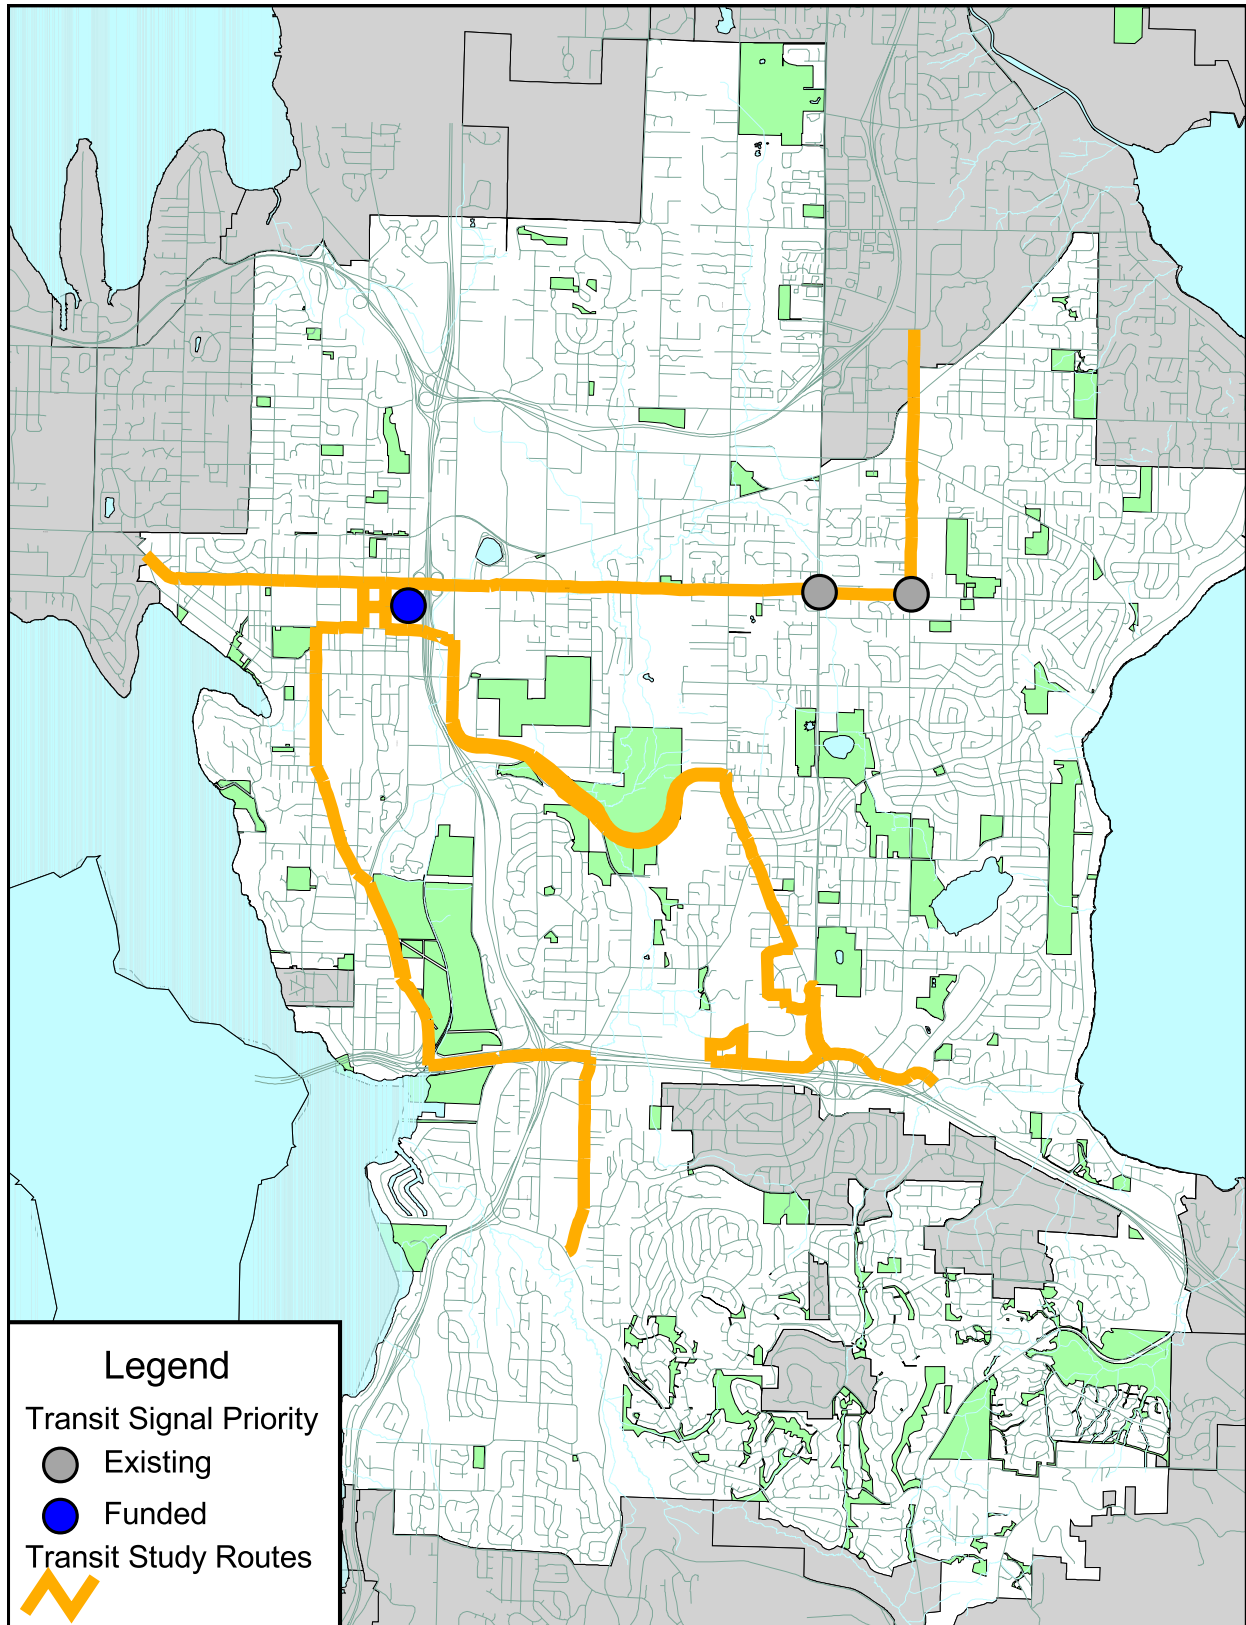 Legend
Transit Signal Priority
Existing
Funded
Transit Study Routes